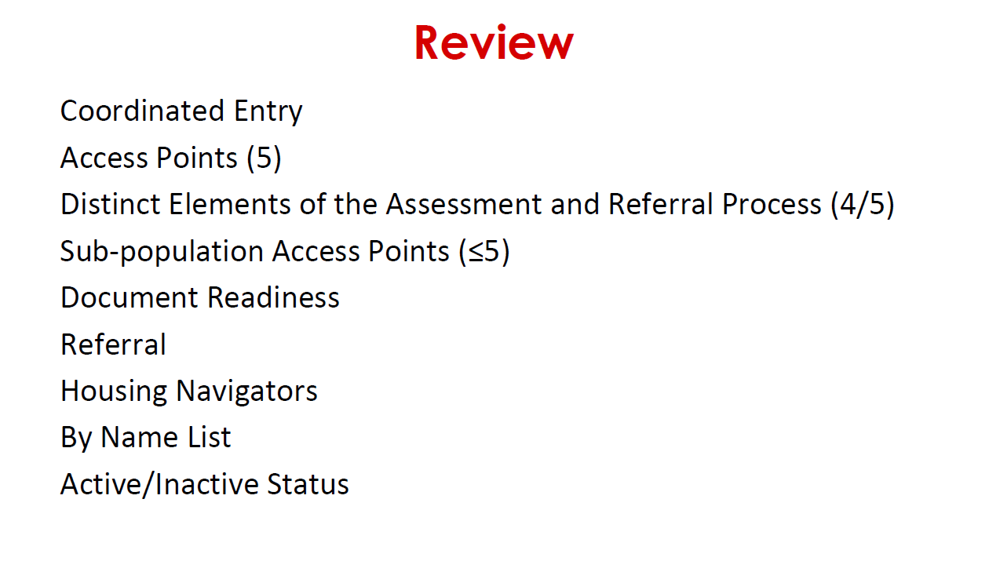 Review
Coordinated Entry
Access Points (5)
Distinct Elements of the Assessment and Referral Process (4/5)
Sub-population Access Points (≤5)
Document Readiness
Referral
Housing Navigators
By Name List
Active/Inactive Status